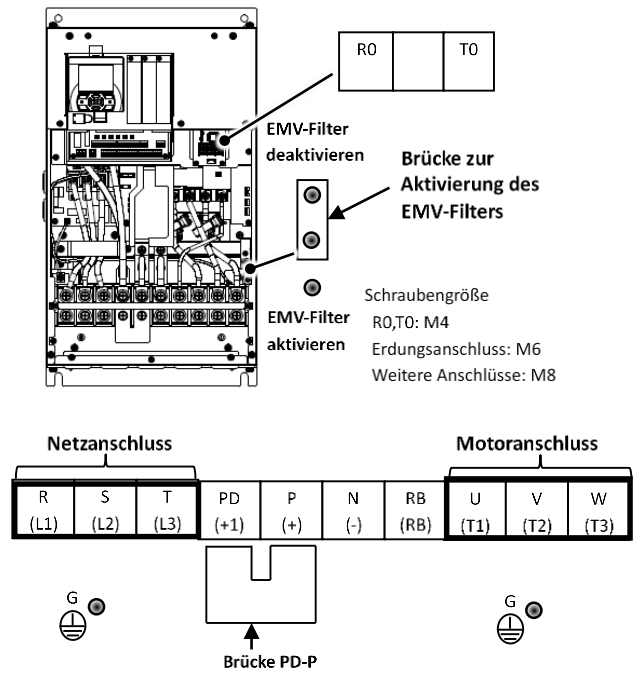 R0
T0
EMV-Filter
deaktivieren
Brücke zur
Aktivierung des
EMV-Filters
EMV-Filter
aktivieren
Schraubengröße
R0,T0: M4
Erdungsanschluss: M6
Weitere Anschlüsse: M8
Netzanschluss
Motoranschluss
R S T PD P N RB U V W
(L1) (L2) (L3) (+1) (+) (-) (RB) (T1) (T2) (T3)
G
G
Brücke PD-P